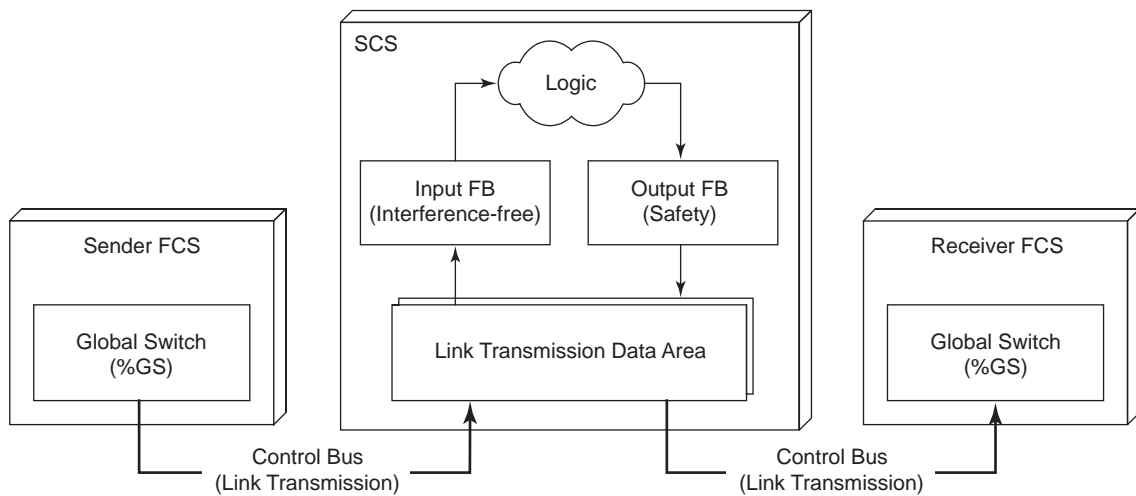 SCS
Logic
Input FB
(Interference-free)
Output FB
(Safety)
Sender FCS
Global Switch
(%GS)
Link Transmission Data Area
Receiver FCS
Global Switch
(%GS)
Control Bus
(Link Transmission)
Control Bus
(Link Transmission)